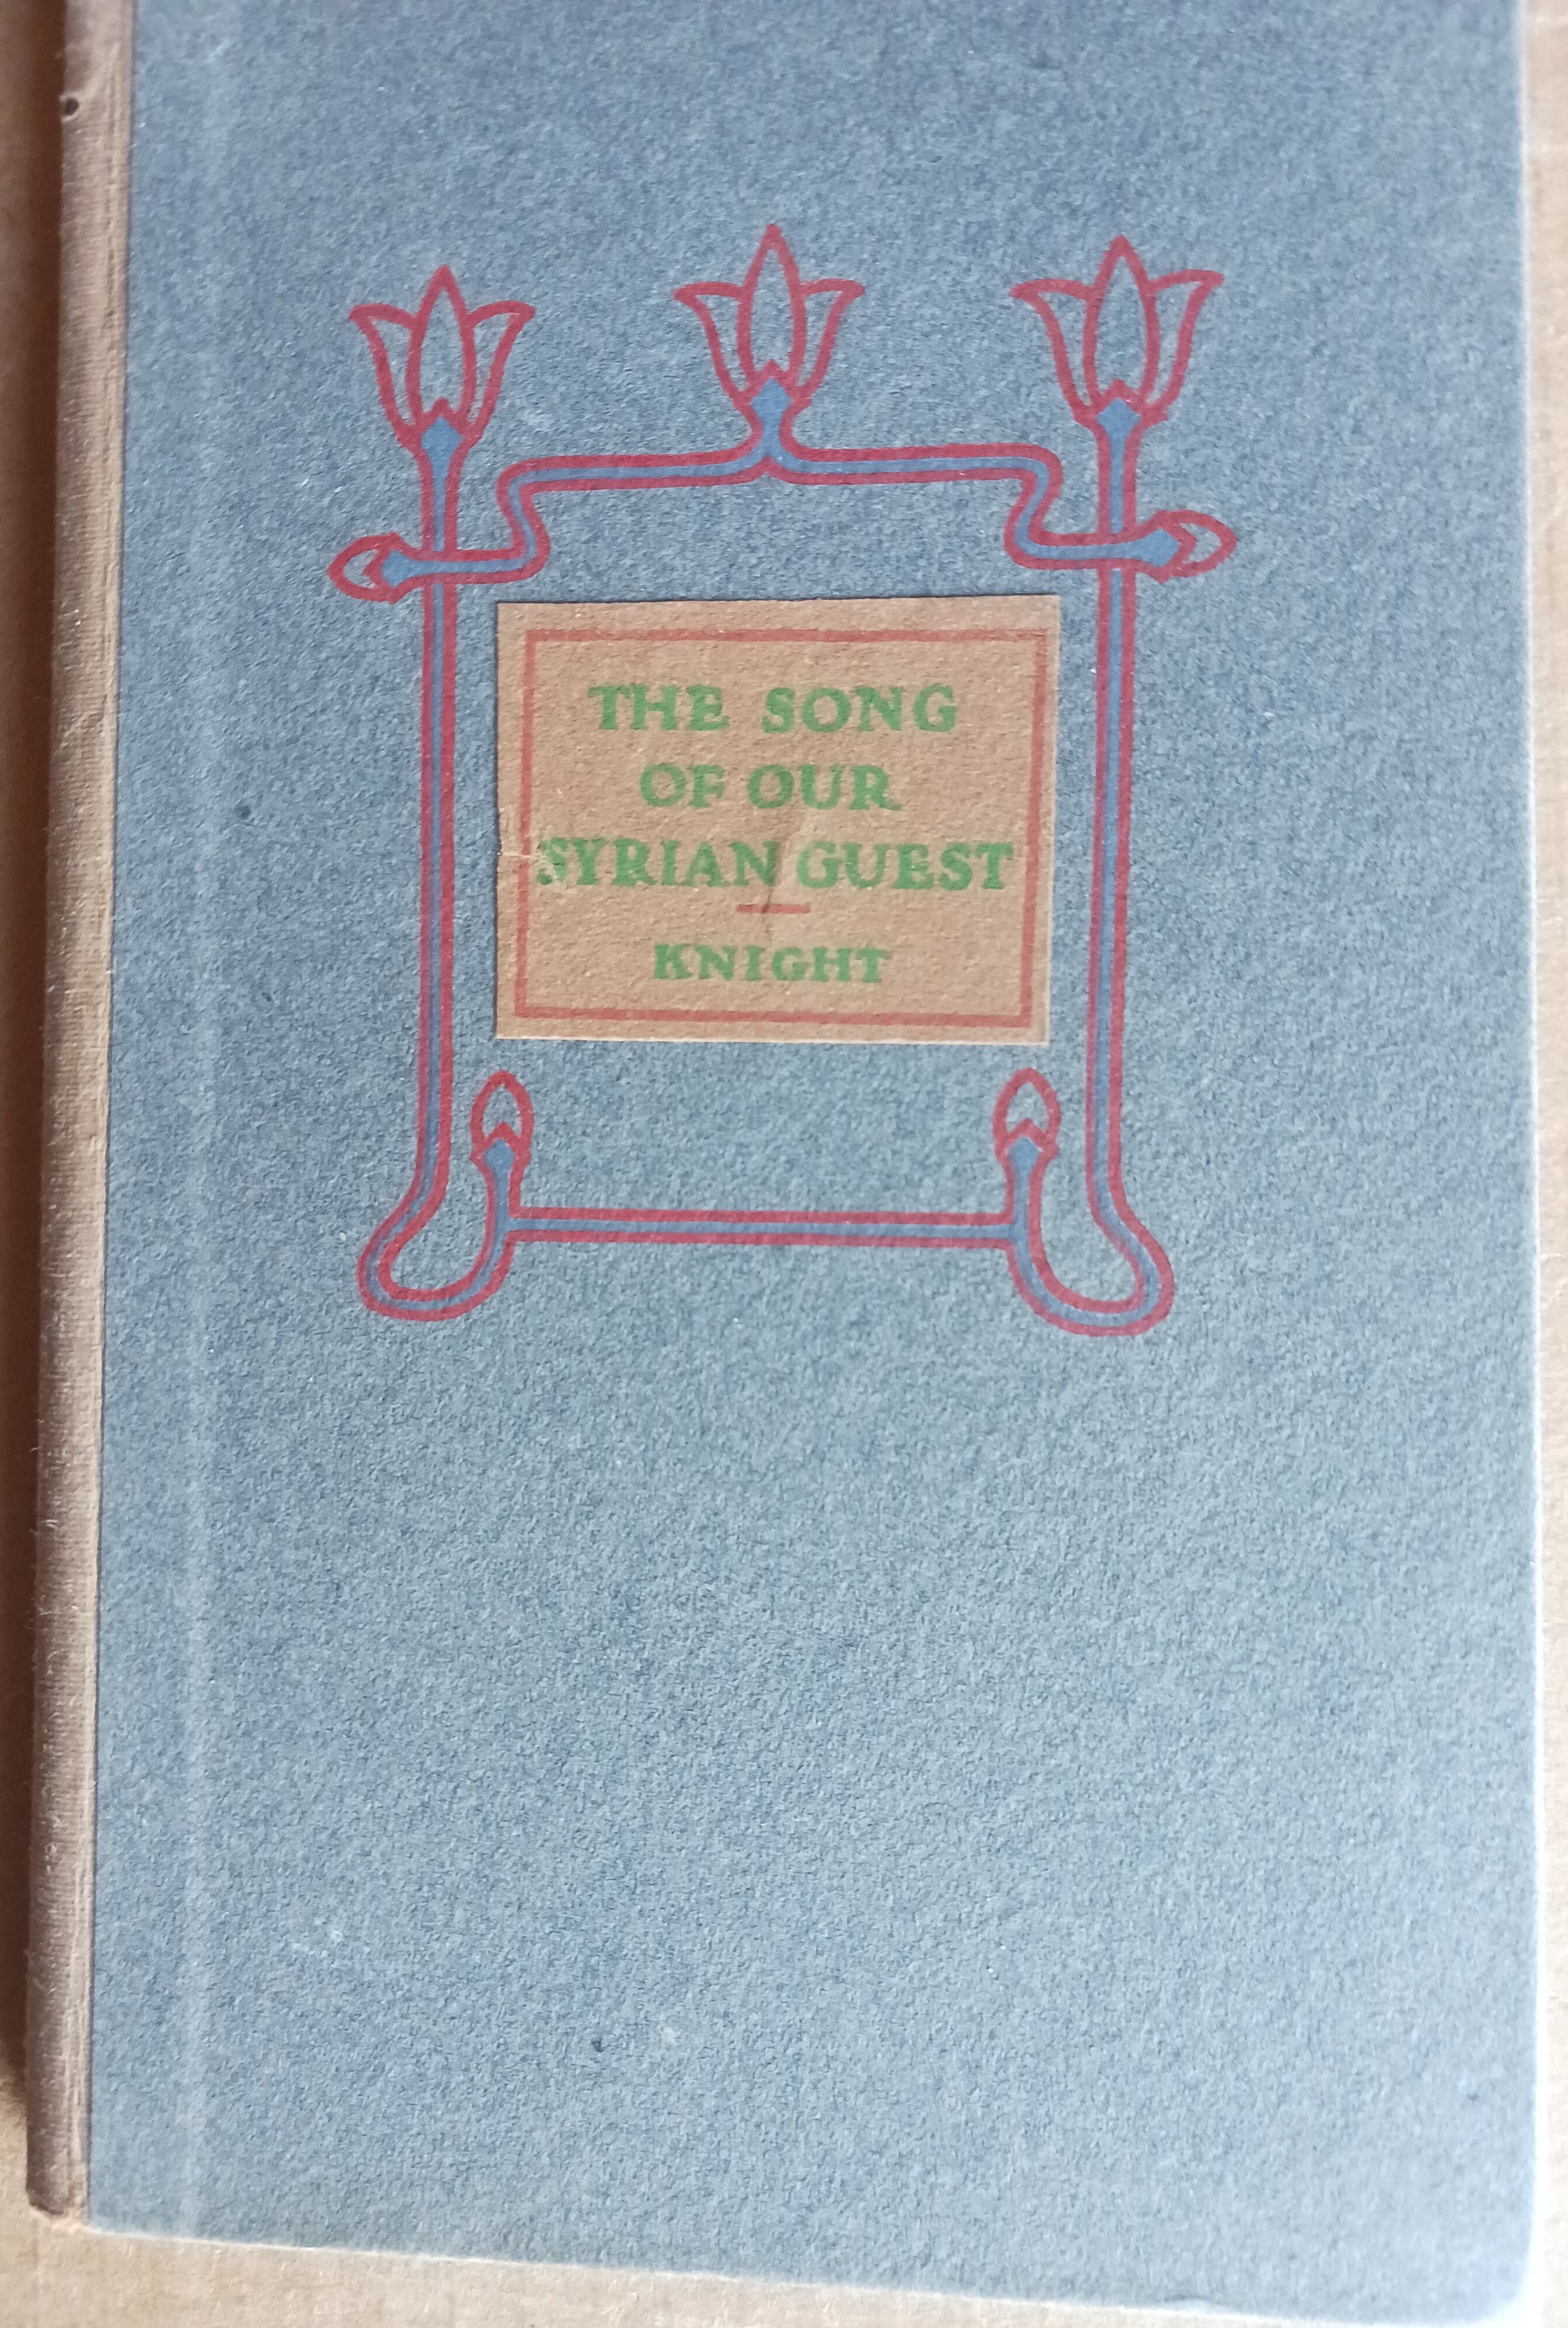 THE SONG
OF OUR
SYRIAN GUEST
KNIGHT